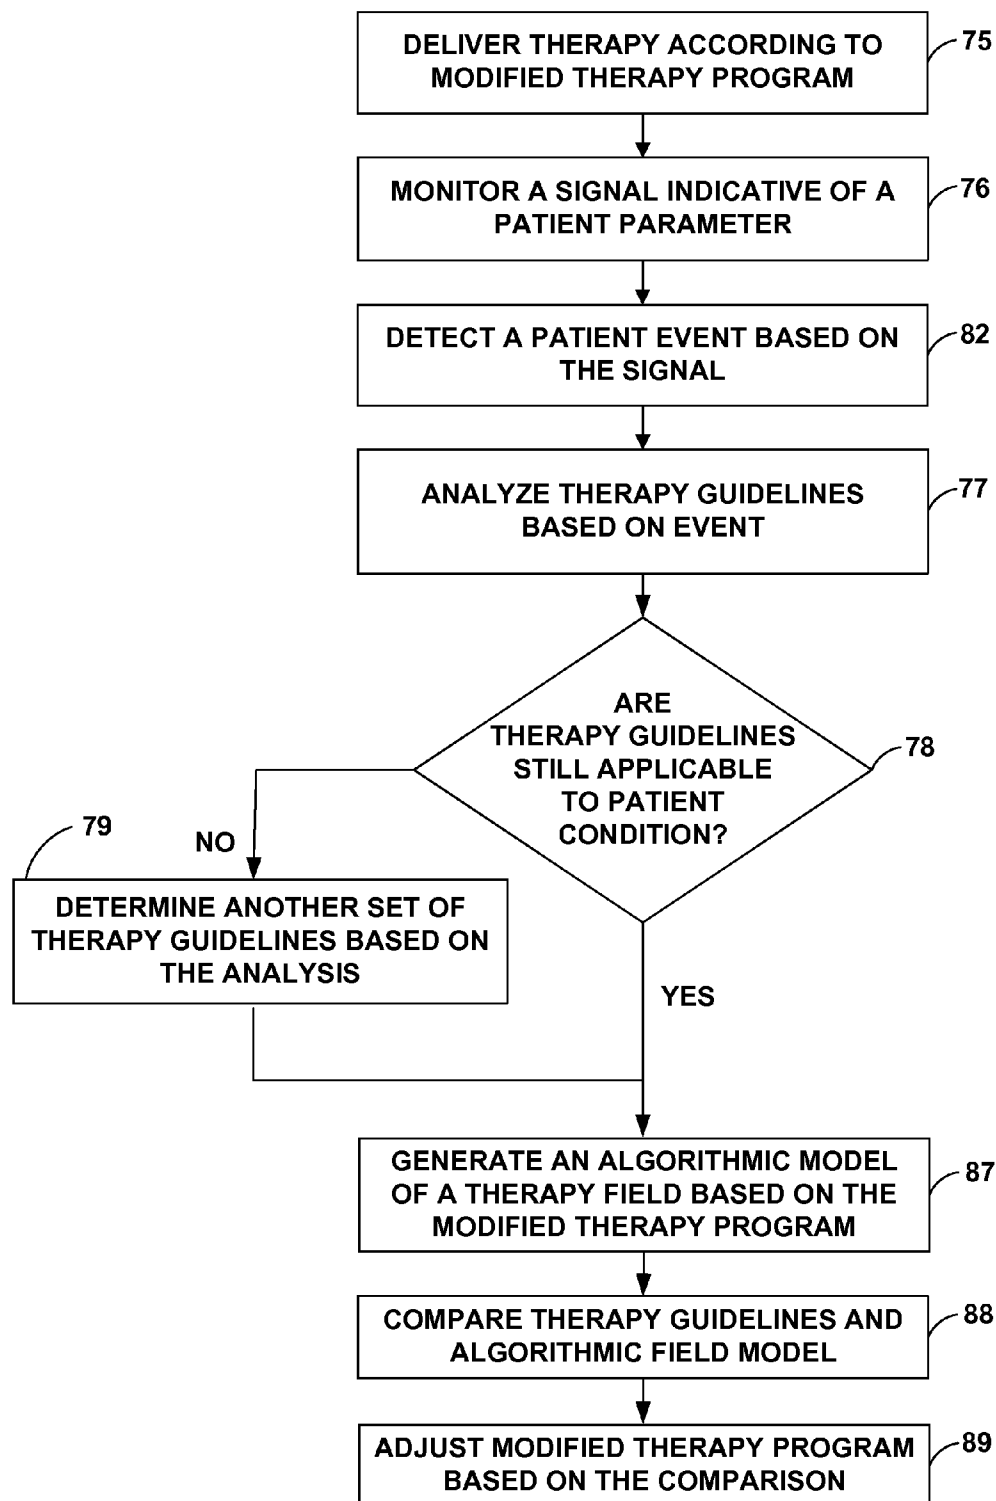 DELIVER THERAPY ACCORDING TO
MODIFIED THERAPY PROGRAM
75
MONITOR A SIGNAL INDICATIVE OF A
PATIENT PARAMETER
76
DETECT A PATIENT EVENT BASED ON
THE SIGNAL
82
ANALYZE THERAPY GUIDELINES
BASED ON EVENT
77
ARE
THERAPY GUIDELINES
STILL APPLICABLE
TO PATIENT
CONDITION?
78
NO
79
DETERMINE ANOTHER SET OF
THERAPY GUIDELINES BASED ON
THE ANALYSIS
YES
GENERATE AN ALGORITHMIC MODEL
OF A THERAPY FIELD BASED ON THE
MODIFIED THERAPY PROGRAM
87
COMPARE THERAPY GUIDELINES AND
ALGORITHMIC FIELD MODEL
88
ADJUST MODIFIED THERAPY PROGRAM
BASED ON THE COMPARISON
89